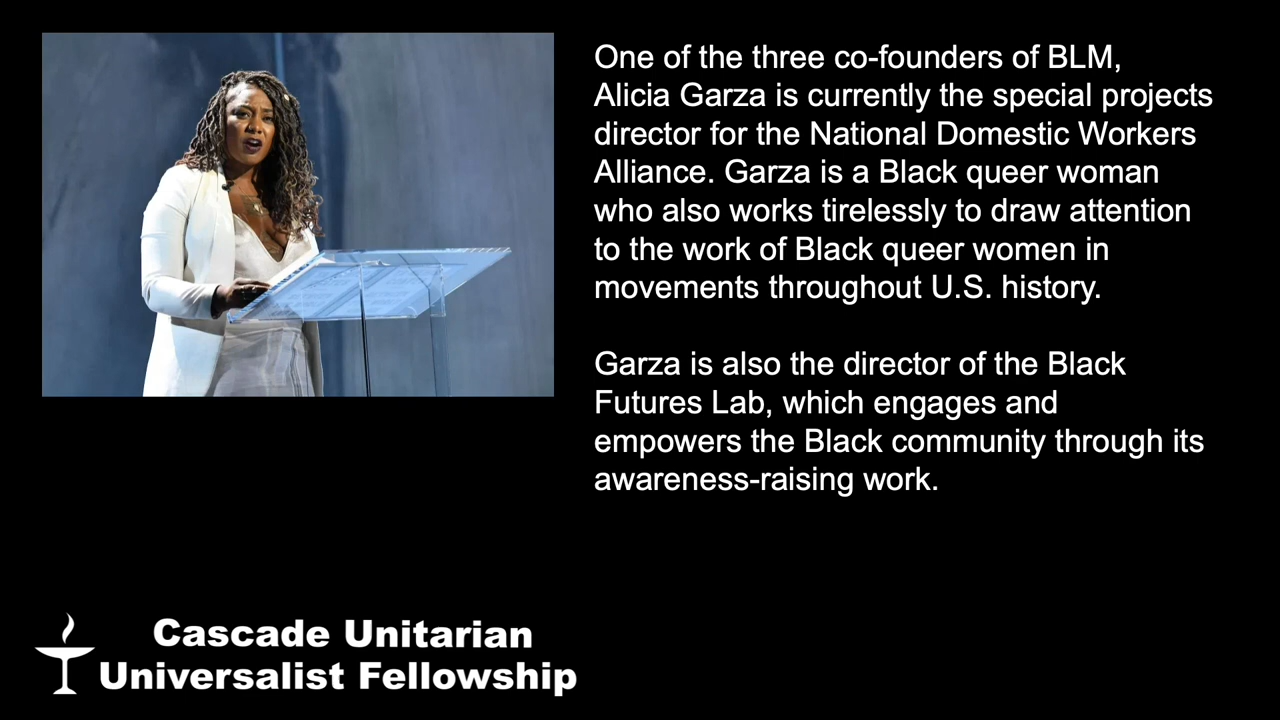 One of the three co-founders of BLM,
Alicia Garza is currently the special projects
director for the National Domestic Workers
Alliance. Garza is a Black queer woman
who also works tirelessly to draw attention
to the work of Black queer women in
movements throughout U.S. history.
Garza is also the director of the Black
Futures Lab, which engages and
empowers the Black community through its
awareness-raising work.
Cascade Unitarian
Universalist Fellowship